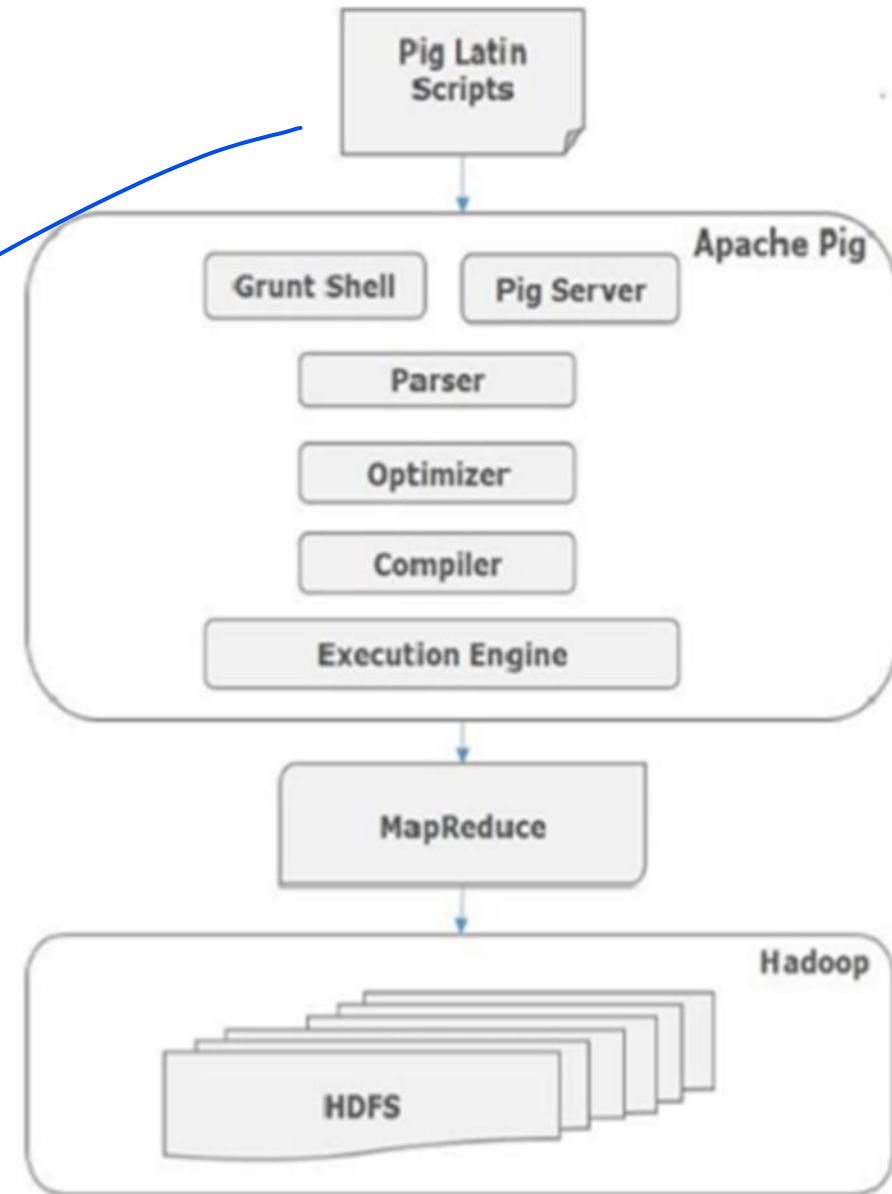 Pig Latin
Scripts
Apache Pig
Grunt Shell
Pig Server
Parser
Optimizer
Compiler
Execution Engine
MapReduce
Hadoop
HDFS